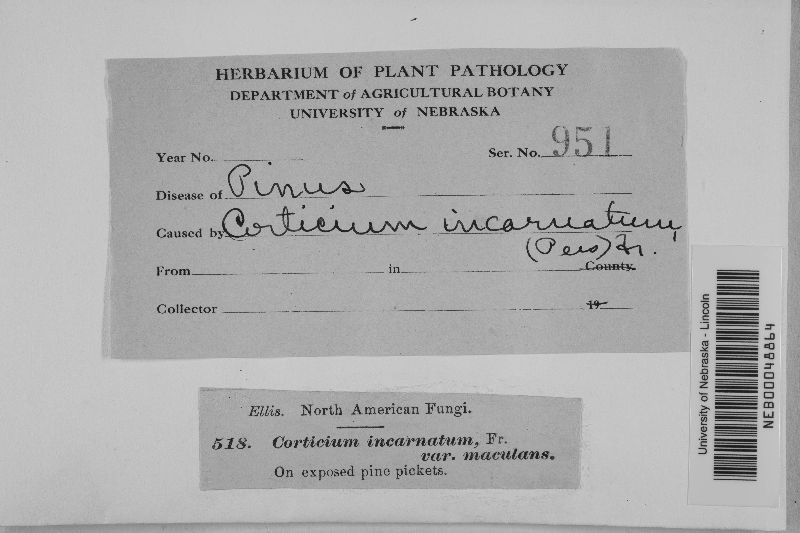 HERBARIUM OF PLANT PATHOLOGY
DEPARTMENT of AGRICULTURAL BOTANY
UNIVERSITY of NEBRASKA
Year No.
Ser. No. 951
Disease of Pinus
Caused by Corticium incarnatum,
(Pers) Fr.
From in County.
Collector 19
Ellis. North American Fungi.
518. Corticium incarnatum, Fr.
var. maculans.
On exposed pine pickets.
University of Nebraska - Lincoln
NEB00048864